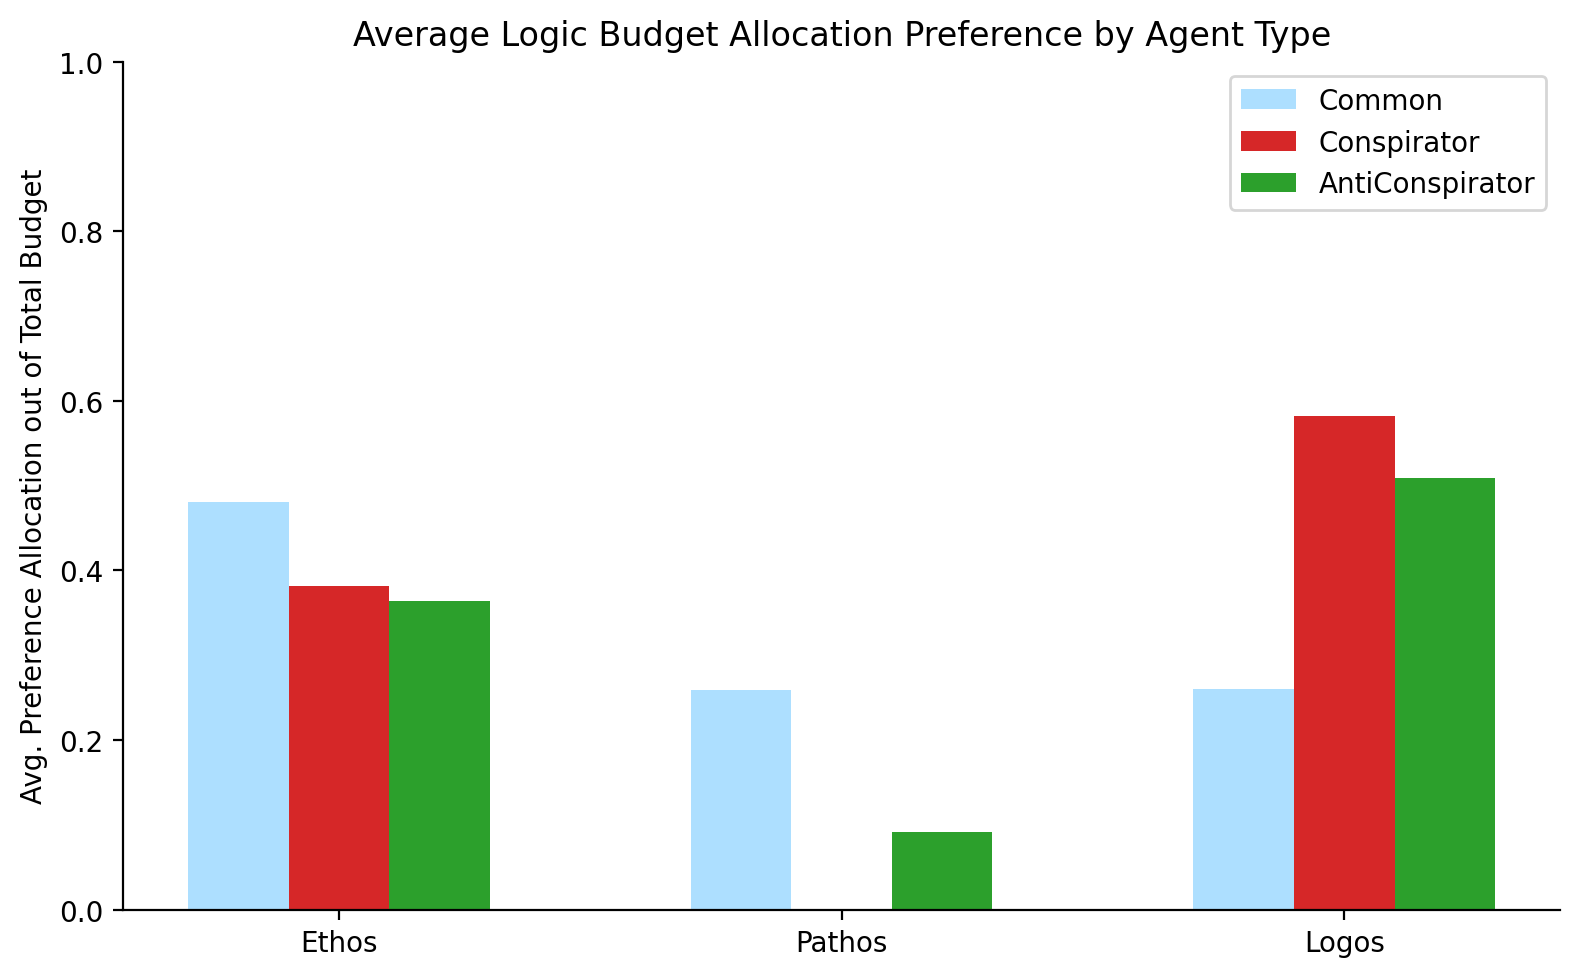 Average Logic Budget Allocation Preference by Agent Type
Avg. Preference Allocation out of Total Budget
1.0
0.8
0.6
0.4
0.2
0.0
Common
Conspirator
AntiConspirator
Ethos
Pathos
Logos